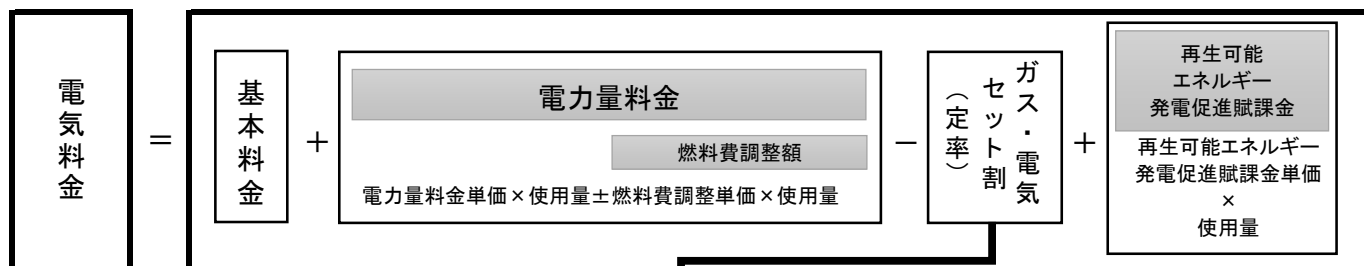 電気料金
＝
基本料金
＋
電力量料金
燃料費調整額
電力量料金単価×使用量±燃料費調整単価×使用量
－
ガス・電気
セット割
（定率）
＋
再生可能
エネルギー
発電促進賦課金
再生可能エネルギー
発電促進賦課金単価
×
使用量